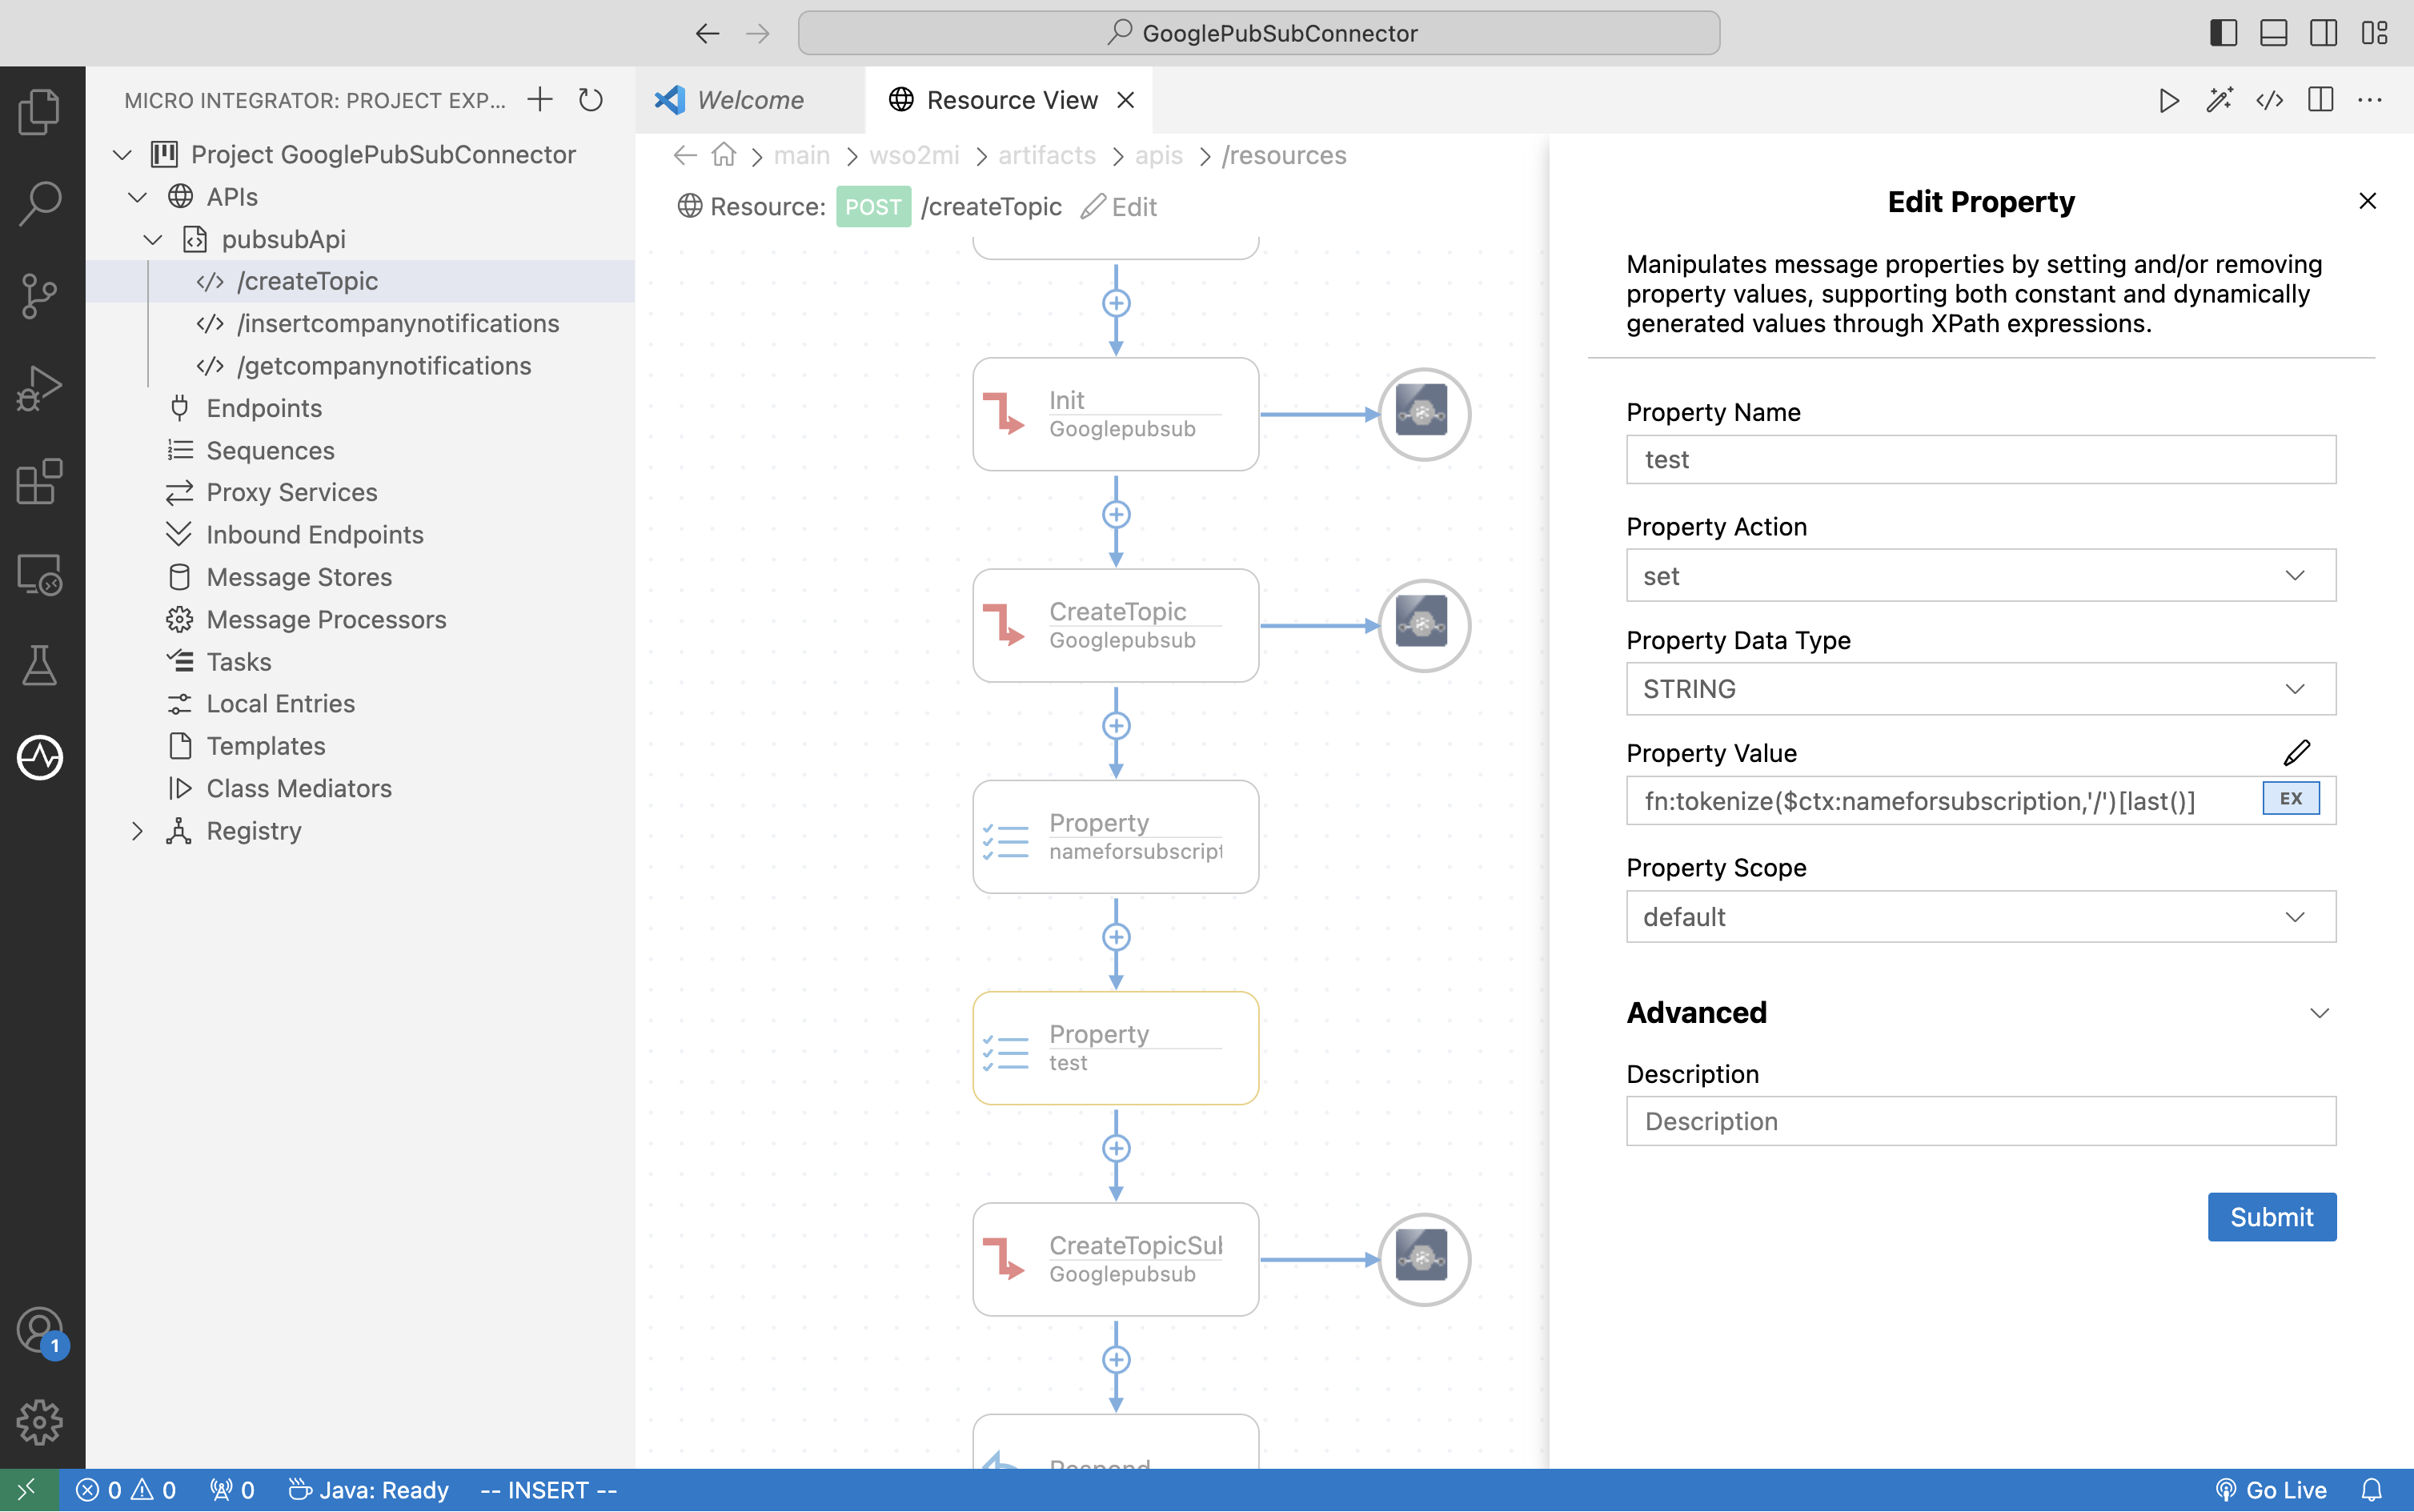 GooglePubSubConnector
MICRO INTEGRATOR: PROJECT EXP...
Welcome
Resource View
Project GooglePubSubConnector
APIs
pubsubApi
/createTopic
/insertcompanynotifications
/getcompanynotifications
Endpoints
Sequences
Proxy Services
Inbound Endpoints
Message Stores
Message Processors
Tasks
Local Entries
Templates
Class Mediators
Registry
main > wso2mi > artifacts > apis > /resources
Resource: POST /createTopic Edit
Init
Googlepubsub
CreateTopic
Googlepubsub
Property
nameforsubscript
Property
test
CreateTopicSub
Googlepubsub
Respond
Edit Property
Manipulates message properties by setting and/or removing
property values, supporting both constant and dynamically
generated values through XPath expressions.
Property Name
test
Property Action
set
Property Data Type
STRING
Property Value
fn:tokenize($ctx:nameforsubscription,'/')[last()] EX
Property Scope
default
Advanced
Description
Description
Submit
1
0 0 0 Java: Ready -- INSERT -- Go Live